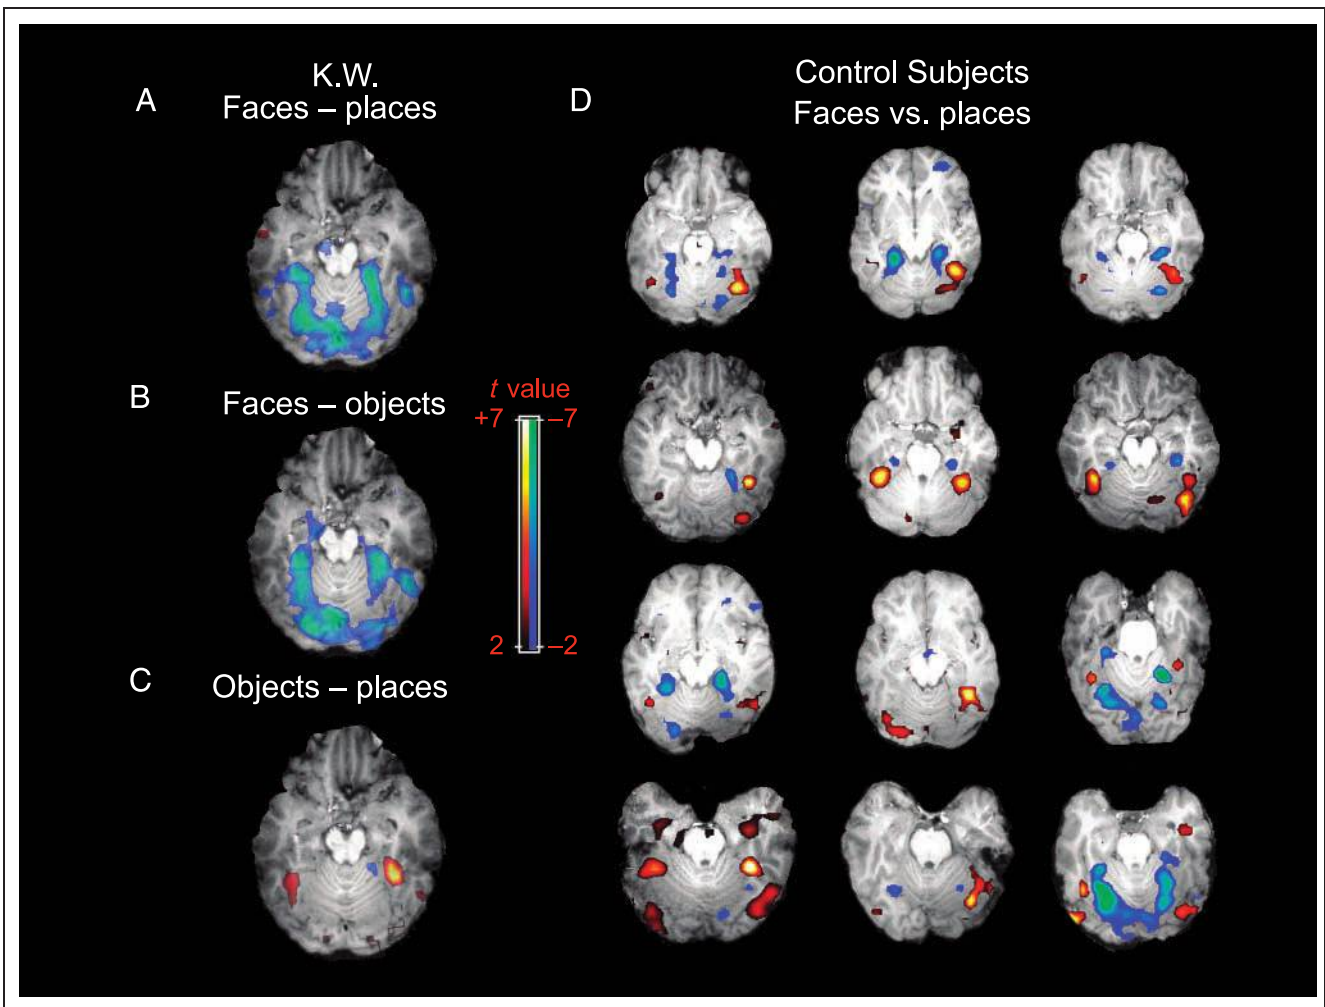 K.W.
A
Faces – places
B
Faces – objects
t value
+7
–7
2
–2
C
Objects – places
Control Subjects
D
Faces vs. places